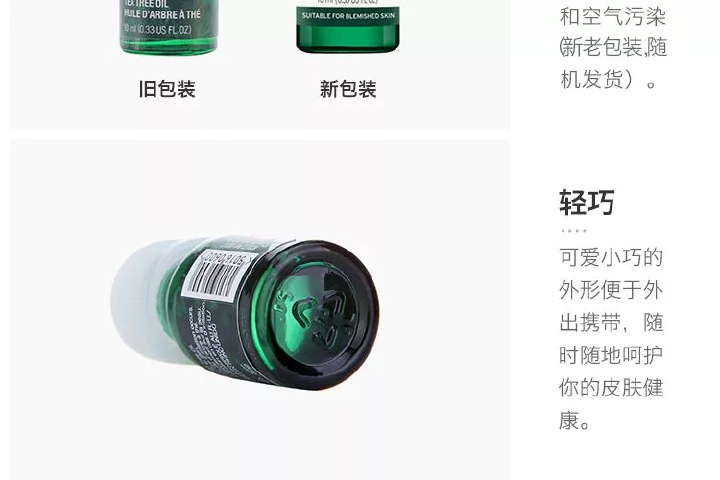 TEA TREE OIL
HUILE D'ARBRE À THÉ
10 ml (0.33 US FL OZ)
SUITABLE FOR BLEMISHED SKIN
旧包装
新包装
和空气污染
(新老包装,随
机发货）。
轻巧
可爱小巧的
外形便于外
出携带，随
时随地呵护
你的皮肤健
康。